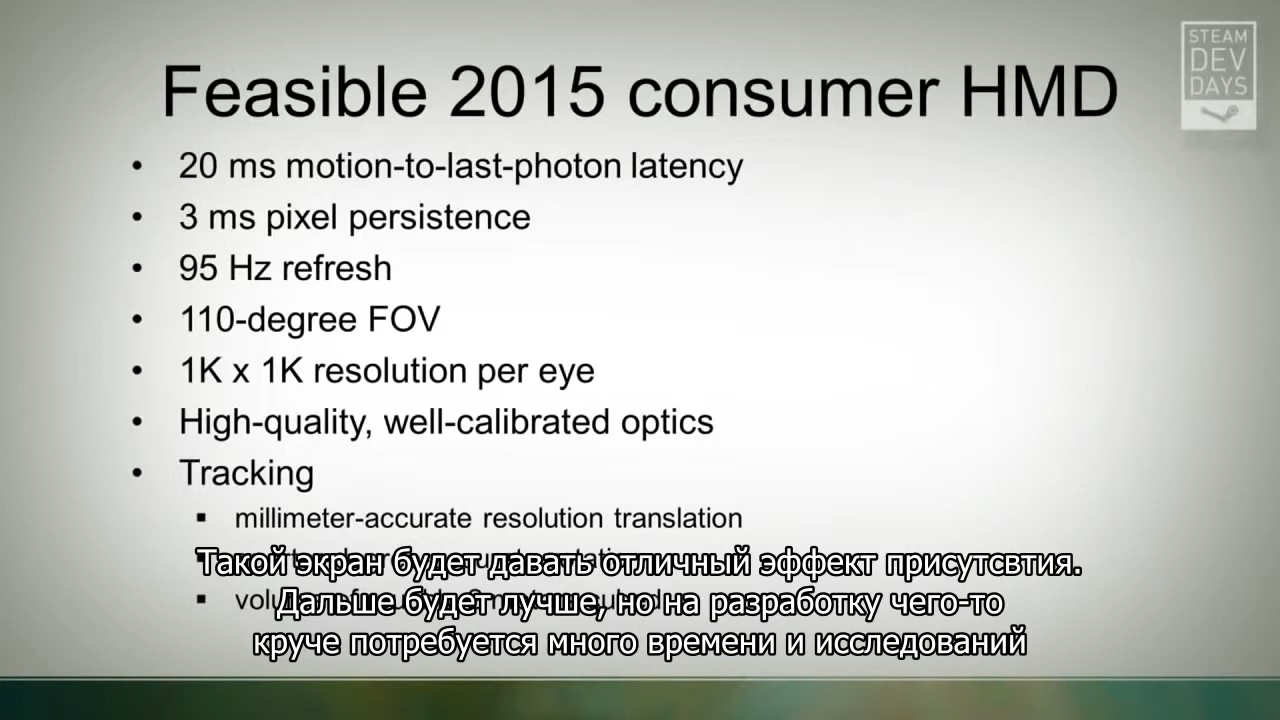 STEAM
DEV
DAYS
Feasible 2015 consumer HMD
• 20 ms motion-to-last-photon latency
• 3 ms pixel persistence
• 95 Hz refresh
• 110-degree FOV
• 1K x 1K resolution per eye
• High-quality, well-calibrated optics
• Tracking
▪ millimeter-accurate resolution translation
Такой экран будет давать отличный эффект присутсвтия.
Дальше будет лучше, но на разработку чего-то
круче потребуется много времени и исследований